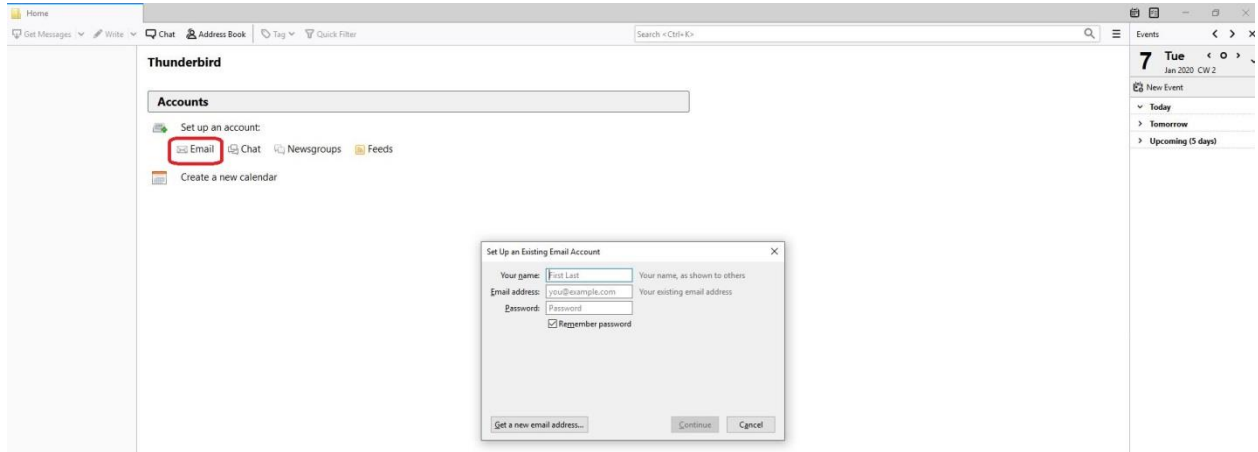 Home
Get Messages Write Chat Address Book Tag Quick Filter Search <Ctrl+K> Events
Thunderbird
7 Tue
Jan 2020 CW 2
New Event
Accounts
Today
Set up an account:
Tomorrow
Email Chat Newsgroups Feeds
Upcoming (5 days)
Create a new calendar
Set Up an Existing Email Account
Your name: First Last Your name, as shown to others
Email address: you@example.com Your existing email address
Password: Password
Remember password
Get a new email address... Continue Cancel